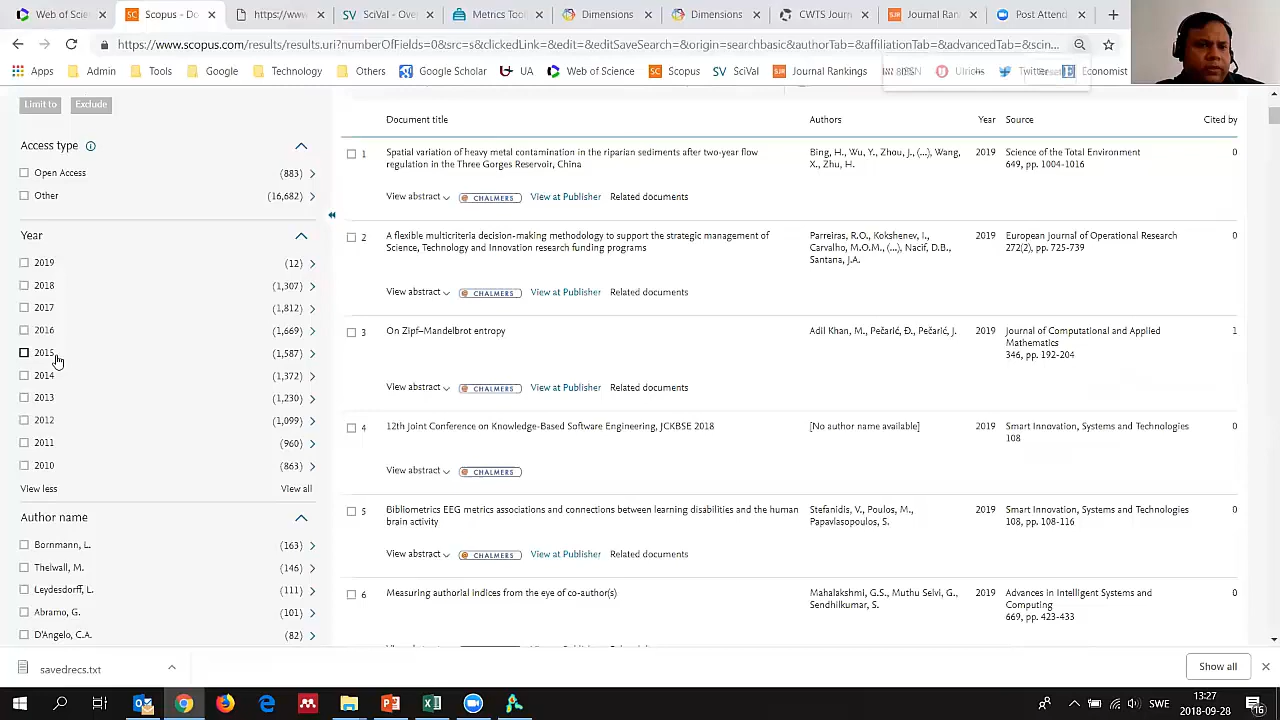 Web of Scien
Scopus - Do
https://www
SciVal - Ove
Metrics Tool
Dimensions
Dimensions
Journal Ran
Post Attend
https://www.scopus.com/results/results.uri?numberOfFields=0&src=s&clickedLink=&edit=&editSaveSearch=&origin=searchbasic&authorTab=&affiliationTab=&advancedTab=&scin...
Apps
Admin
Tools
Google
Technology
Others
Google Scholar
UA
Web of Science
Scopus
SciVal
Journal Rankings
Ulrichs
Twitter
Economist
Limit to
Exclude
Document title
Authors
Year
Source
Cited by
Access type
Open Access (883)
Other (16,682)
Year
2019 (12)
2018 (1,307)
2017 (1,812)
2016 (1,669)
2015 (1,587)
2014 (1,372)
2013 (1,230)
2012 (1,099)
2011 (960)
2010 (863)
View less
View all
Author name
Bornmann, L. (163)
Thelwall, M. (146)
Leydesdorff, L. (111)
Abramo, G. (101)
D'Angelo, C.A. (82)
1
Spatial variation of heavy metal contamination in the riparian sediments after two-year flow
regulation in the Three Gorges Reservoir, China
Bing, H., Wu, Y., Zhou, J., (...), Wang,
X., Zhu, H.
2019
Science of the Total Environment
649, pp. 1004-1016
0
View abstract
CHALMERS
View at Publisher
Related documents
2
A flexible multicriteria decision-making methodology to support the strategic management of
Science, Technology and Innovation research funding programs
Parreiras, R.O., Kokshenev, I.,
Carvalho, M.O.M., (...), Nacif, D.B.,
Santana, J.A.
2019
European Journal of Operational Research
272(2), pp. 725-739
0
View abstract
CHALMERS
View at Publisher
Related documents
3
On Zipf–Mandelbrot entropy
Adil Khan, M., Pečarić, Đ., Pečarić, J.
2019
Journal of Computational and Applied
Mathematics
346, pp. 192-204
1
View abstract
CHALMERS
View at Publisher
Related documents
4
12th Joint Conference on Knowledge-Based Software Engineering, JCKBSE 2018
[No author name available]
2019
Smart Innovation, Systems and Technologies
108
0
View abstract
CHALMERS
5
Bibliometrics EEG metrics associations and connections between learning disabilities and the human
brain activity
Stefanidis, V., Poulos, M.,
Papavlasopoulos, S.
2019
Smart Innovation, Systems and Technologies
108, pp. 108-116
0
View abstract
CHALMERS
View at Publisher
Related documents
6
Measuring authorial indices from the eye of co-author(s)
Mahalakshmi, G.S., Muthu Selvi, G.,
Sendhilkumar, S.
2019
Advances in Intelligent Systems and
Computing
669, pp. 423-433
0
savedrecs.txt
Show all
SWE
13:27
2018-09-28
16